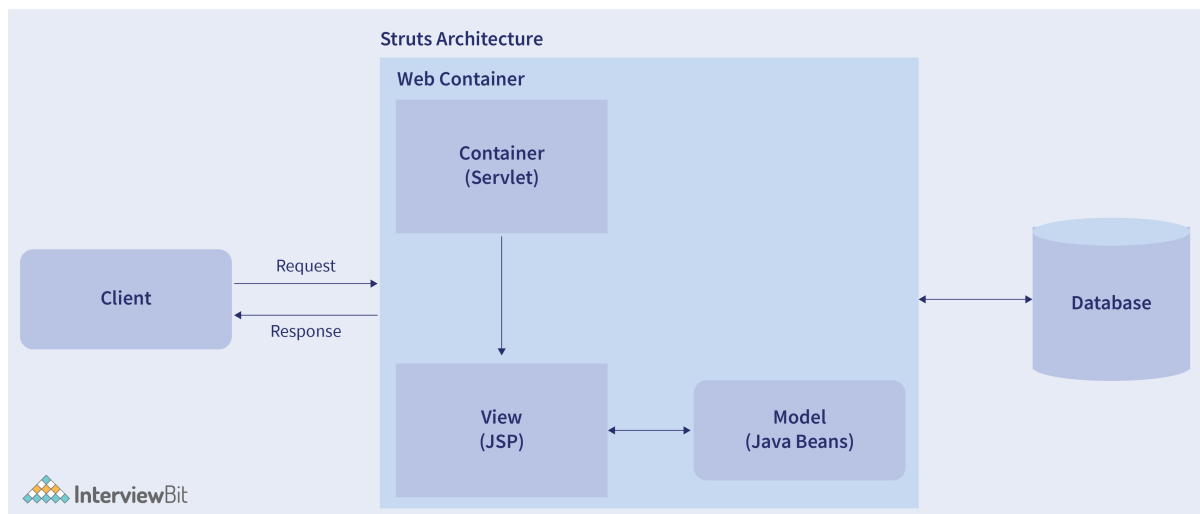 Struts Architecture
Web Container
Container
(Servlet)
Client
Request
Response
Database
View
(JSP)
Model
(Java Beans)
InterviewBit